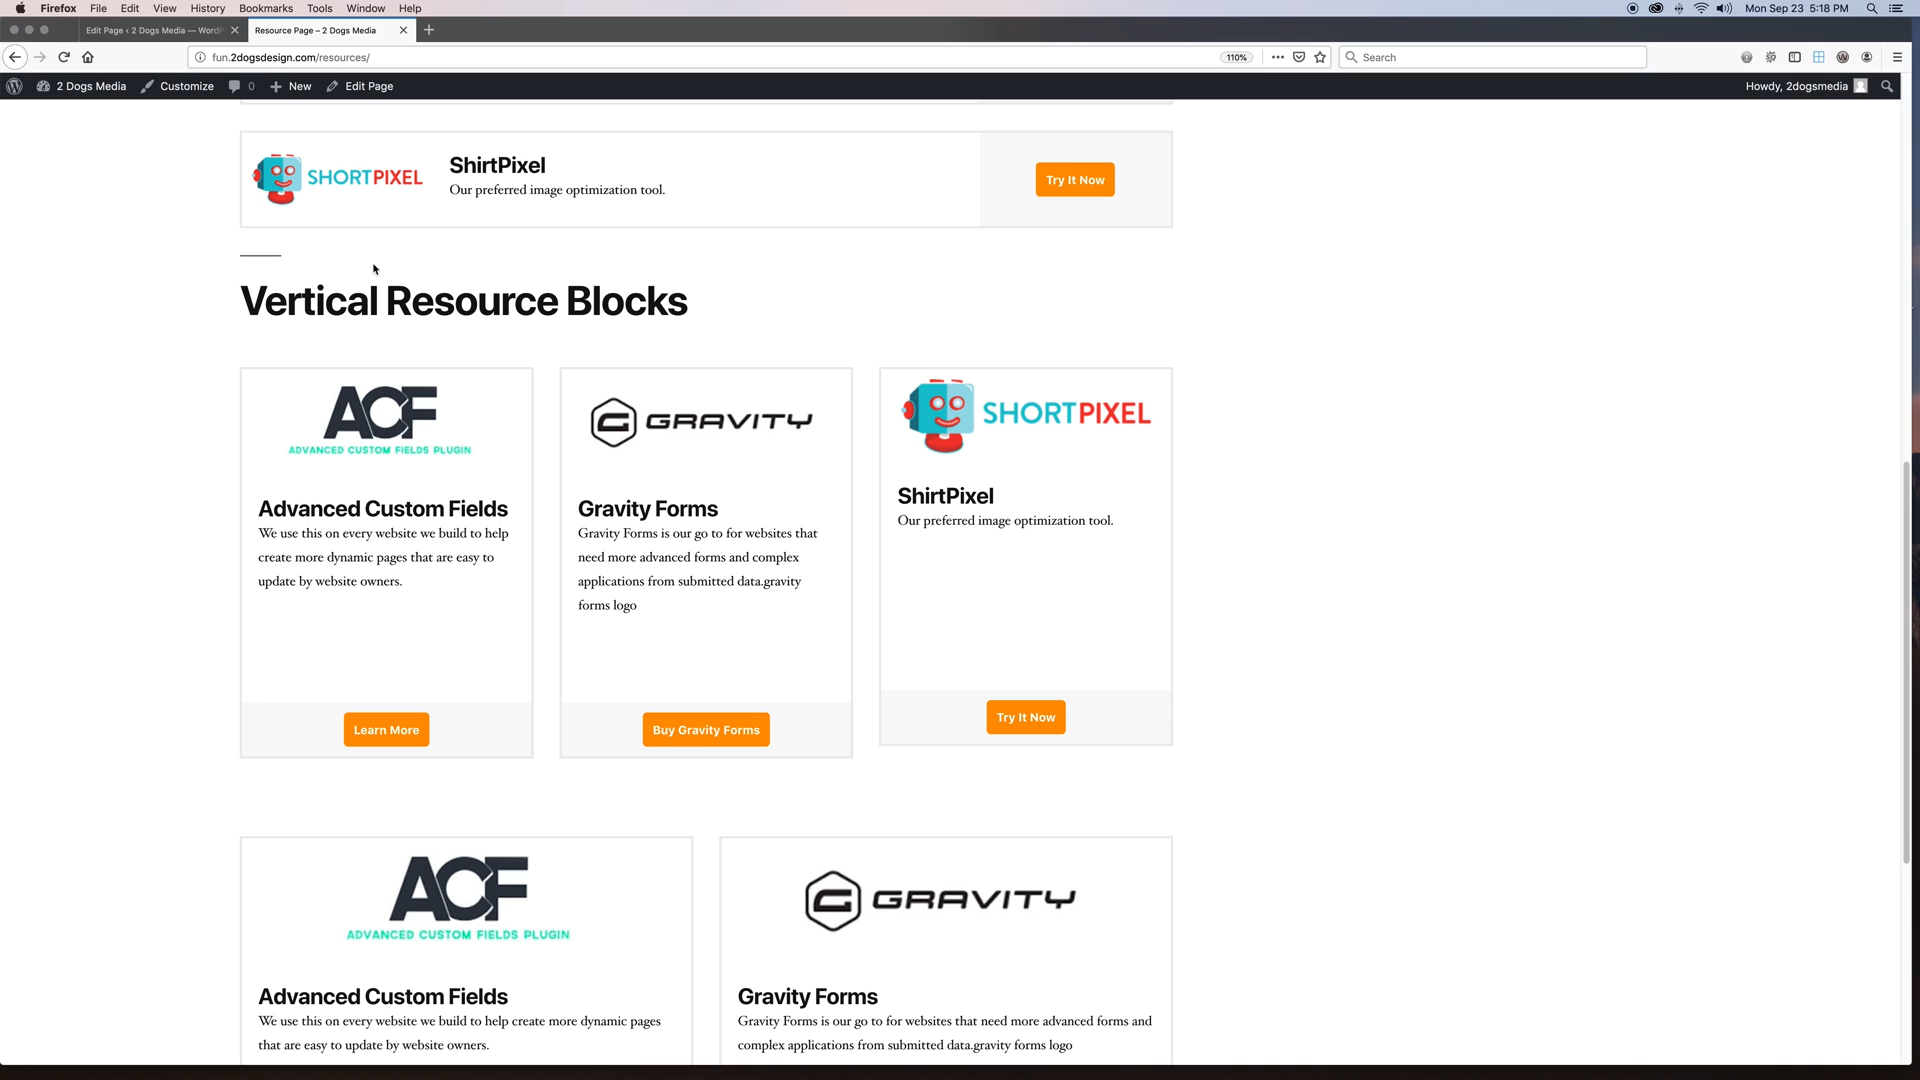 Firefox File Edit View History Bookmarks Tools Window Help Mon Sep 23 5:18 PM
Edit Page ‹ 2 Dogs Media — WordP Resource Page – 2 Dogs Media
fun.2dogsdesign.com/resources/ 110% Search
2 Dogs Media Customize 0 New Edit Page Howdy, 2dogsmedia
SHORTPIXEL
ShirtPixel
Our preferred image optimization tool.
Try It Now
Vertical Resource Blocks
ACF
ADVANCED CUSTOM FIELDS PLUGIN
Advanced Custom Fields
We use this on every website we build to help
create more dynamic pages that are easy to
update by website owners.
Learn More
GRAVITY
Gravity Forms
Gravity Forms is our go to for websites that
need more advanced forms and complex
applications from submitted data.gravity
forms logo
Buy Gravity Forms
SHORTPIXEL
ShirtPixel
Our preferred image optimization tool.
Try It Now
ACF
ADVANCED CUSTOM FIELDS PLUGIN
Advanced Custom Fields
We use this on every website we build to help create more dynamic pages
that are easy to update by website owners.
GRAVITY
Gravity Forms
Gravity Forms is our go to for websites that need more advanced forms and
complex applications from submitted data.gravity forms logo